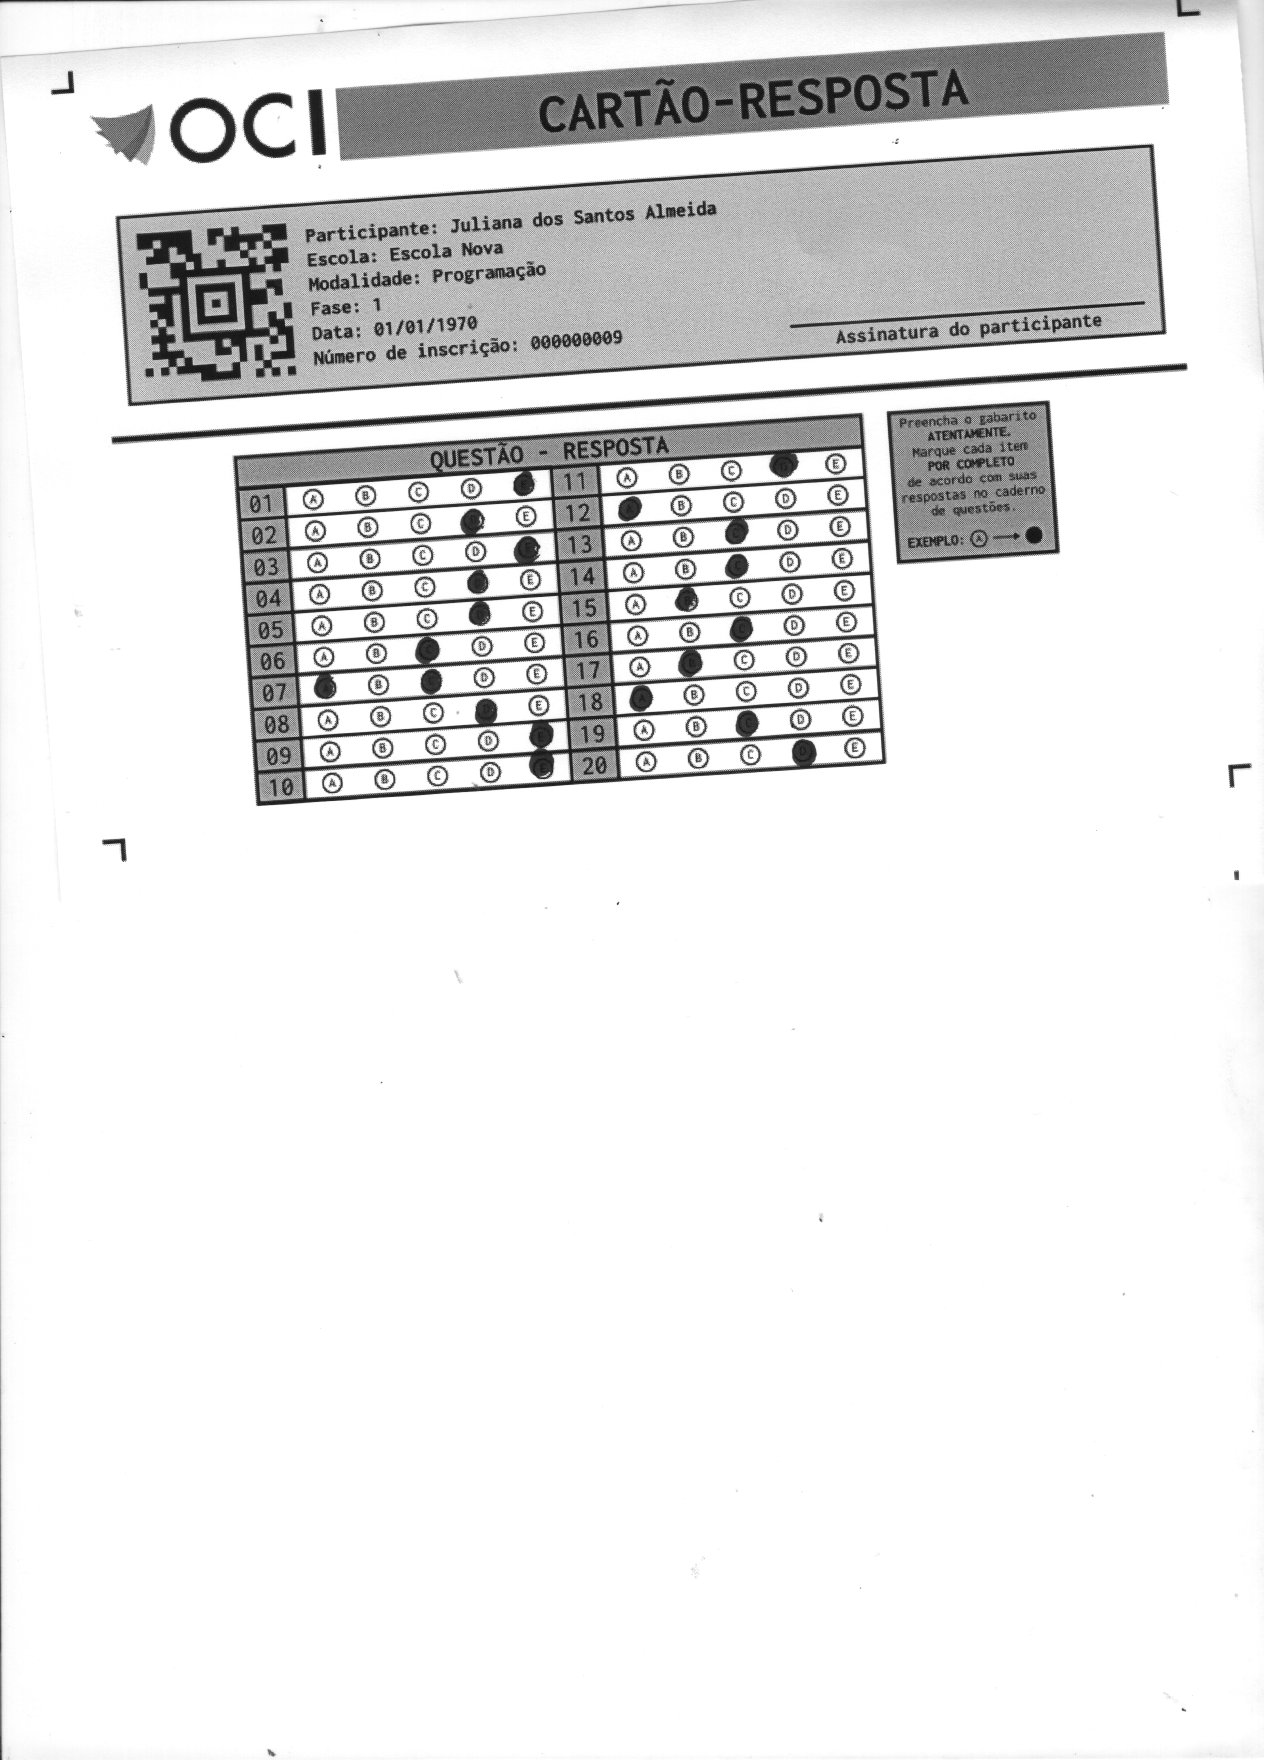 OCI
CARTÃO-RESPOSTA
Participante: Juliana dos Santos Almeida
Escola: Escola Nova
Modalidade: Programação
Fase: 1
Data: 01/01/1970
Número de inscrição: 000000009
Assinatura do participante
QUESTÃO - RESPOSTA
01 A B C D
02 A B C E
03 A B C D
04 A B C E
05 A B C E
06 A B D E
07 B D E
08 A B C E
09 A B C D
10 A B C D
11 A B C E
12 B C D E
13 A B D E
14 A B D E
15 A C D E
16 A B D E
17 A C D E
18 B C D E
19 A B D E
20 A B C E
Preencha o gabarito
ATENTAMENTE.
Marque cada item
POR COMPLETO
de acordo com suas
respostas no caderno
de questões.
EXEMPLO: A